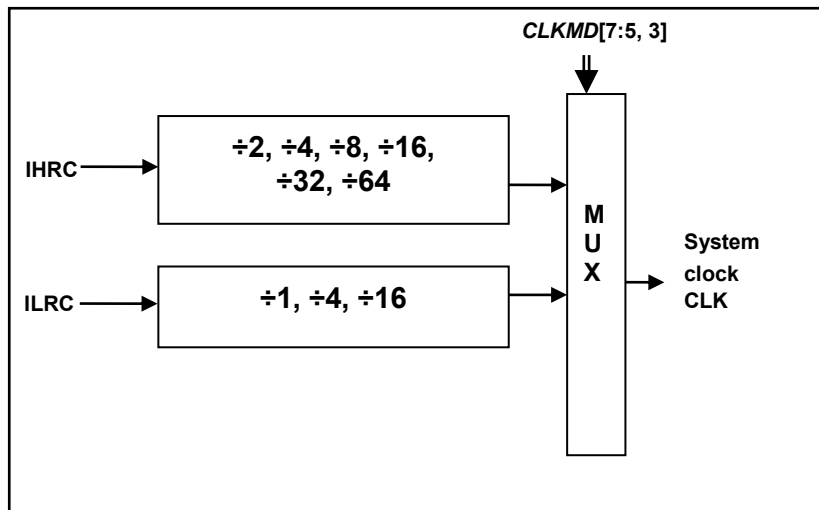 CLKMD[7:5, 3]
IHRC
÷2, ÷4, ÷8, ÷16,
÷32, ÷64
ILRC
÷1, ÷4, ÷16
M
U
X
System
clock
CLK